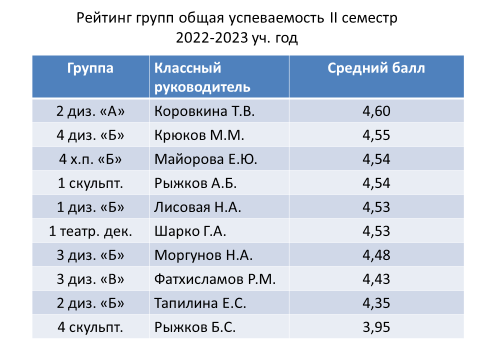 Рейтинг групп общая успеваемость II семестр
2022-2023 уч. год
Группа Классный руководитель Средний балл
2 диз. «А» Коровкина Т.В. 4,60
4 диз. «Б» Крюков М.М. 4,55
4 х.п. «Б» Майорова Е.Ю. 4,54
1 скульпт. Рыжков А.Б. 4,54
1 диз. «Б» Лисовая Н.А. 4,53
1 театр. дек. Шарко Г.А. 4,53
3 диз. «Б» Моргунов Н.А. 4,48
3 диз. «В» Фатхисламов Р.М. 4,43
2 диз. «Б» Тапилина Е.С. 4,35
4 скульпт. Рыжков Б.С. 3,95